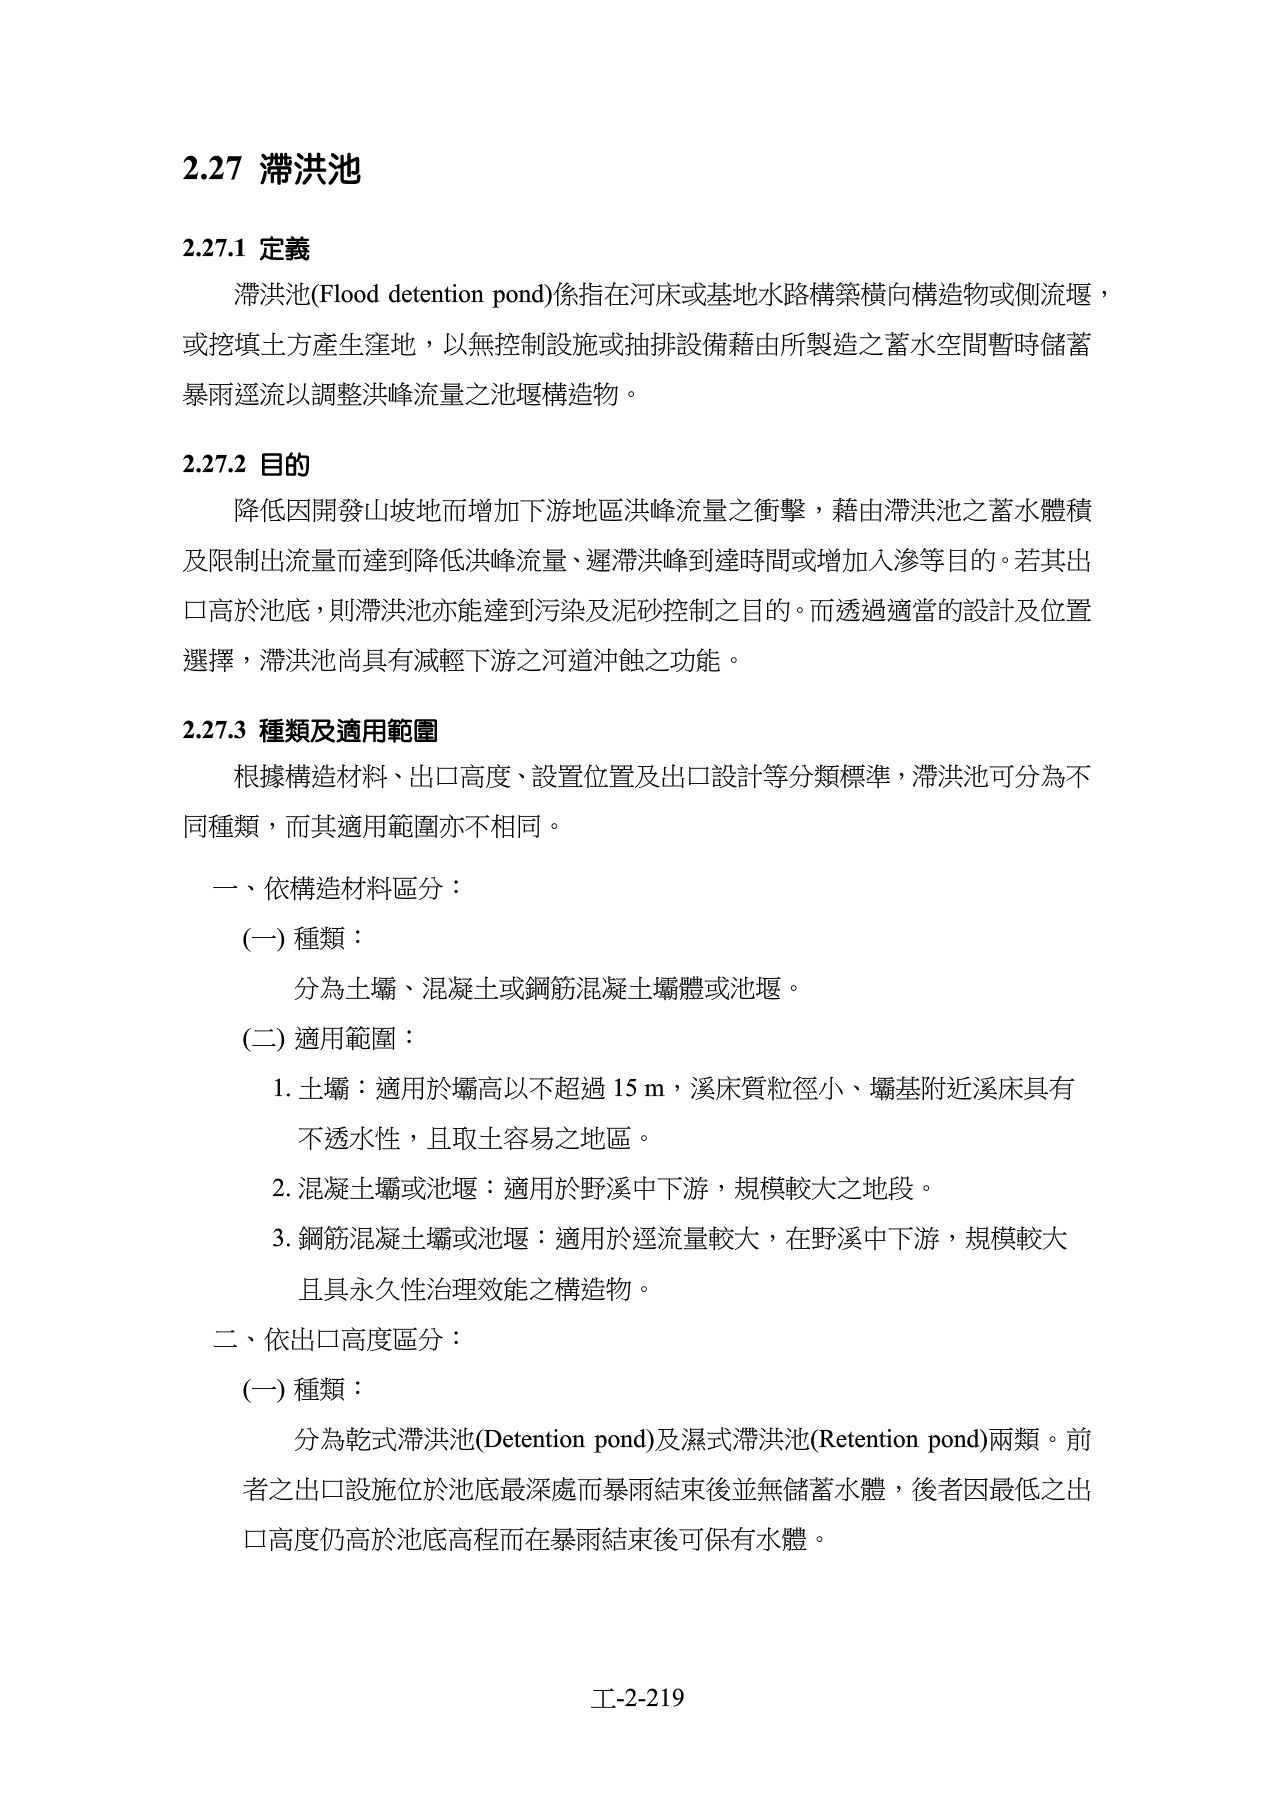 2.27 滯洪池
2.27.1 定義
滯洪池(Flood detention pond)係指在河床或基地水路構築橫向構造物或側流堰，
或挖填土方產生窪地，以無控制設施或抽排設備藉由所製造之蓄水空間暫時儲蓄
暴雨逕流以調整洪峰流量之池堰構造物。
2.27.2 目的
降低因開發山坡地而增加下游地區洪峰流量之衝擊，藉由滯洪池之蓄水體積
及限制出流量而達到降低洪峰流量、遲滯洪峰到達時間或增加入滲等目的。若其出
口高於池底，則滯洪池亦能達到污染及泥砂控制之目的。而透過適當的設計及位置
選擇，滯洪池尚具有減輕下游之河道沖蝕之功能。
2.27.3 種類及適用範圍
根據構造材料、出口高度、設置位置及出口設計等分類標準，滯洪池可分為不
同種類，而其適用範圍亦不相同。
一、依構造材料區分：
(一) 種類：
分為土壩、混凝土或鋼筋混凝土壩體或池堰。
(二) 適用範圍：
1. 土壩：適用於壩高以不超過 15 m，溪床質粒徑小、壩基附近溪床具有
不透水性，且取土容易之地區。
2. 混凝土壩或池堰：適用於野溪中下游，規模較大之地段。
3. 鋼筋混凝土壩或池堰：適用於逕流量較大，在野溪中下游，規模較大
且具永久性治理效能之構造物。
二、依出口高度區分：
(一) 種類：
分為乾式滯洪池(Detention pond)及濕式滯洪池(Retention pond)兩類。前
者之出口設施位於池底最深處而暴雨結束後並無儲蓄水體，後者因最低之出
口高度仍高於池底高程而在暴雨結束後可保有水體。
工-2-219